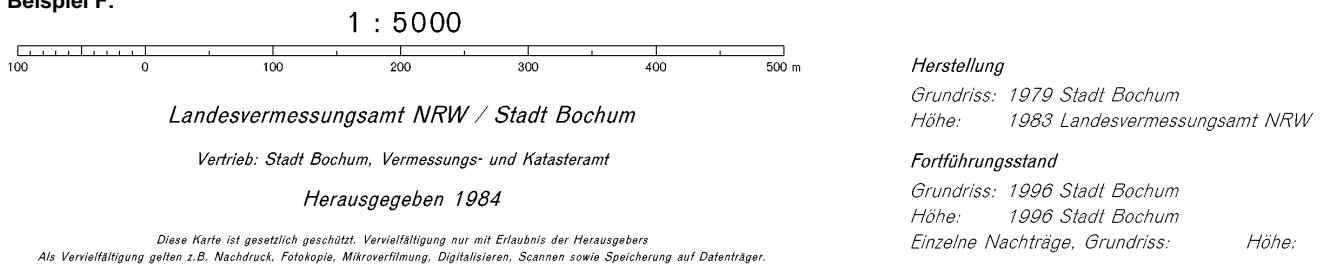 Beispiel F:
1 : 5000
100 0 100 200 300 400 500 m
Landesvermessungsamt NRW / Stadt Bochum
Vertrieb: Stadt Bochum, Vermessungs- und Katasteramt
Herausgegeben 1984
Diese Karte ist gesetzlich geschützt. Vervielfältigung nur mit Erlaubnis der Herausgebers
Als Vervielfältigung gelten z.B. Nachdruck, Fotokopie, Mikroverfilmung, Digitalisieren, Scannen sowie Speicherung auf Datenträger.
Herstellung
Grundriss: 1979 Stadt Bochum
Höhe: 1983 Landesvermessungsamt NRW
Fortführungsstand
Grundriss: 1996 Stadt Bochum
Höhe: 1996 Stadt Bochum
Einzelne Nachträge, Grundriss: Höhe: